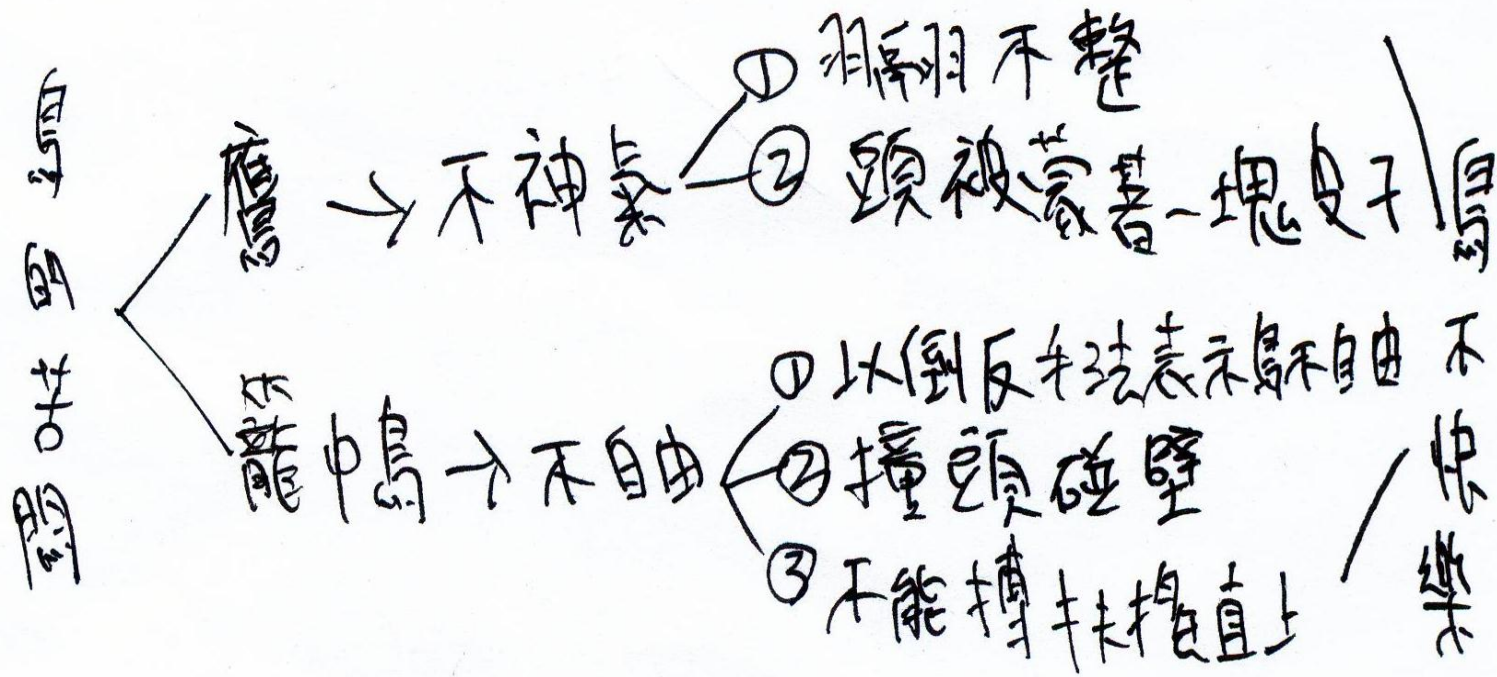 鳥的苦悶
鷹→不神氣
①羽翮不整
②頭被蒙著一塊皮子
籠中鳥→不自由
①以倒反手法表示鳥不自由
②撞頭碰壁
③不能摶扶搖直上
鳥不快樂